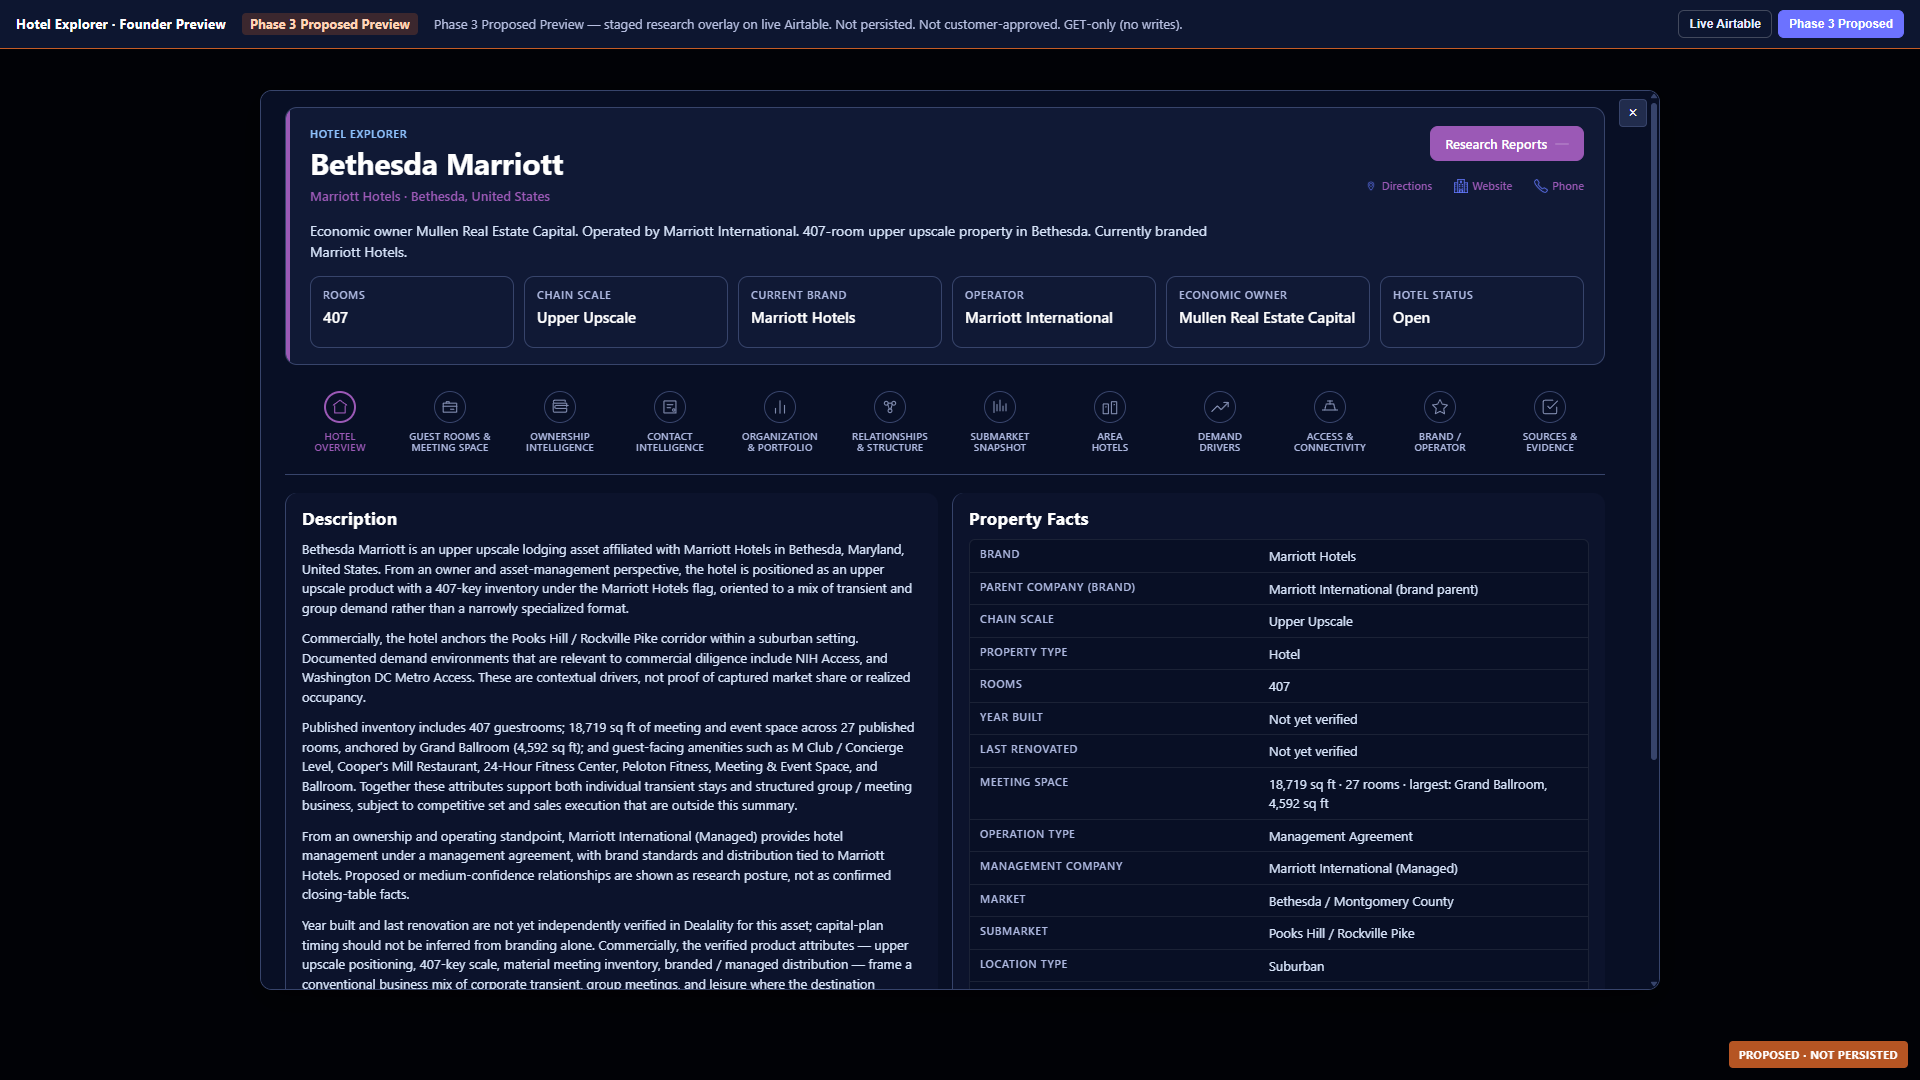 Hotel Explorer · Founder Preview
Phase 3 Proposed Preview
Phase 3 Proposed Preview — staged research overlay on live Airtable. Not persisted. Not customer-approved. GET-only (no writes).
Live Airtable
Phase 3 Proposed
×
HOTEL EXPLORER
Bethesda Marriott
Marriott Hotels · Bethesda, United States
Research Reports —
Directions
Website
Phone
Economic owner Mullen Real Estate Capital. Operated by Marriott International. 407-room upper upscale property in Bethesda. Currently branded
Marriott Hotels.
ROOMS
407
CHAIN SCALE
Upper Upscale
CURRENT BRAND
Marriott Hotels
OPERATOR
Marriott International
ECONOMIC OWNER
Mullen Real Estate Capital
HOTEL STATUS
Open
HOTEL
OVERVIEW
GUEST ROOMS &
MEETING SPACE
OWNERSHIP
INTELLIGENCE
CONTACT
INTELLIGENCE
ORGANIZATION
& PORTFOLIO
RELATIONSHIPS
& STRUCTURE
SUBMARKET
SNAPSHOT
AREA
HOTELS
DEMAND
DRIVERS
ACCESS &
CONNECTIVITY
BRAND /
OPERATOR
SOURCES &
EVIDENCE
Description
Bethesda Marriott is an upper upscale lodging asset affiliated with Marriott Hotels in Bethesda, Maryland,
United States. From an owner and asset-management perspective, the hotel is positioned as an upper
upscale product with a 407-key inventory under the Marriott Hotels flag, oriented to a mix of transient and
group demand rather than a narrowly specialized format.
Commercially, the hotel anchors the Pooks Hill / Rockville Pike corridor within a suburban setting.
Documented demand environments that are relevant to commercial diligence include NIH Access, and
Washington DC Metro Access. These are contextual drivers, not proof of captured market share or realized
occupancy.
Published inventory includes 407 guestrooms; 18,719 sq ft of meeting and event space across 27 published
rooms, anchored by Grand Ballroom (4,592 sq ft); and guest-facing amenities such as M Club / Concierge
Level, Cooper's Mill Restaurant, 24-Hour Fitness Center, Peloton Fitness, Meeting & Event Space, and
Ballroom. Together these attributes support both individual transient stays and structured group / meeting
business, subject to competitive set and sales execution that are outside this summary.
From an ownership and operating standpoint, Marriott International (Managed) provides hotel
management under a management agreement, with brand standards and distribution tied to Marriott
Hotels. Proposed or medium-confidence relationships are shown as research posture, not as confirmed
closing-table facts.
Year built and last renovation are not yet independently verified in Dealality for this asset; capital-plan
timing should not be inferred from branding alone. Commercially, the verified product attributes — upper
upscale positioning, 407-key scale, material meeting inventory, branded / managed distribution — frame a
conventional business mix of corporate transient, group meetings, and leisure where the destination
Property Facts
BRAND
Marriott Hotels
PARENT COMPANY (BRAND)
Marriott International (brand parent)
CHAIN SCALE
Upper Upscale
PROPERTY TYPE
Hotel
ROOMS
407
YEAR BUILT
Not yet verified
LAST RENOVATED
Not yet verified
MEETING SPACE
18,719 sq ft · 27 rooms · largest: Grand Ballroom,
4,592 sq ft
OPERATION TYPE
Management Agreement
MANAGEMENT COMPANY
Marriott International (Managed)
MARKET
Bethesda / Montgomery County
SUBMARKET
Pooks Hill / Rockville Pike
LOCATION TYPE
Suburban
PROPOSED · NOT PERSISTED